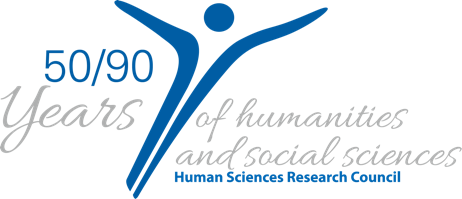 50/90
Years of humanities
and social sciences
Human Sciences Research Council